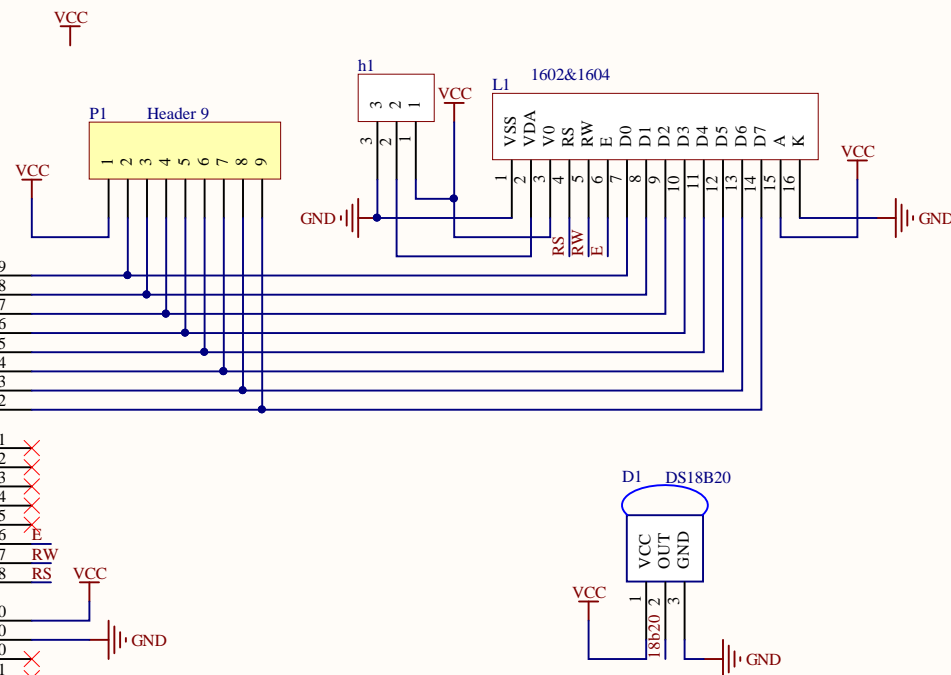 VCC
h1
1602&1604
L1
VCC
3 2 1
P1 Header 9
VSS VDA V0 RS RW E D0 D1 D2 D3 D4 D5 D6 D7 A K
3 2 1
VCC
VCC
1 2 3 4 5 6 7 8 9
1 2 3 4 5 6 7 8 9 10 11 12 13 14 15 16
GND
GND
RS RW E
9
8
7
6
5
4
3
2
1
2
3
4
5
6 E
7 RW
8 RS
VCC
0
0 GND
0
1
D1 DS18B20
VCC OUT GND
VCC
1 2 3
18b20
GND